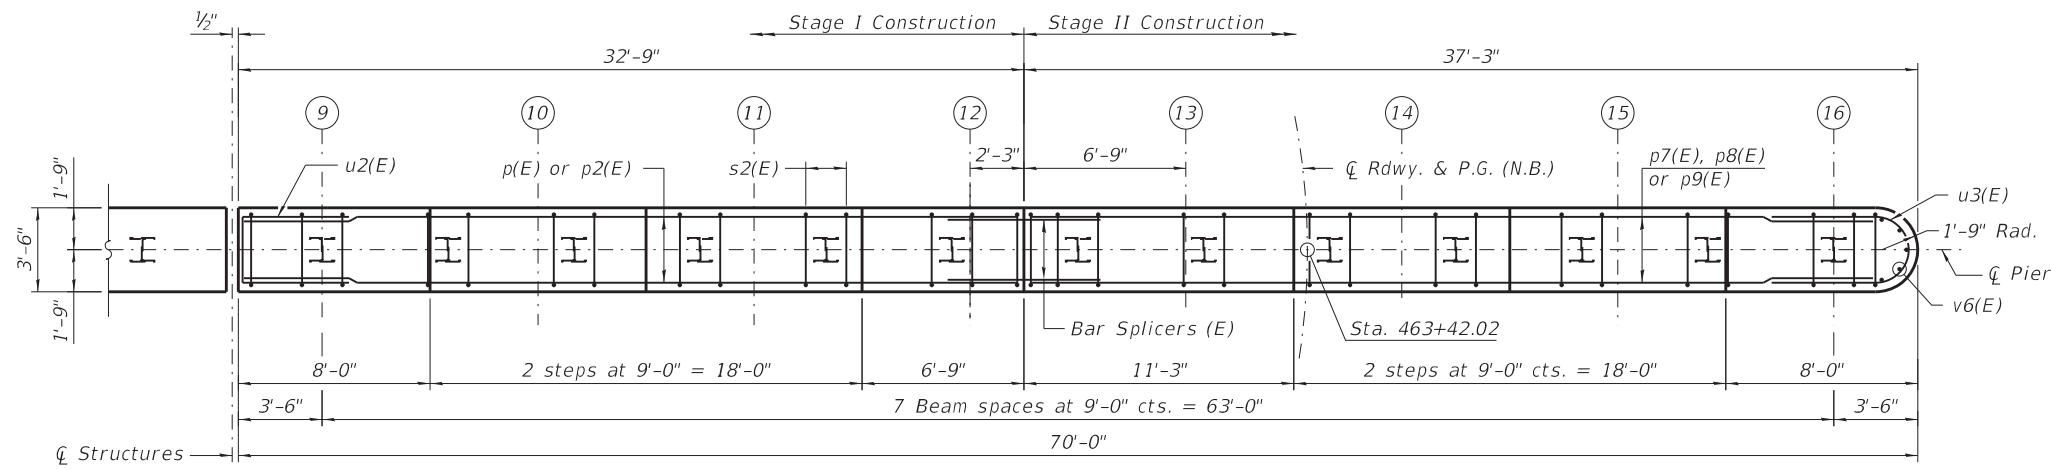 ½"
Stage I Construction
Stage II Construction
32'-9"
37'-3"
9
10
11
12
13
14
15
16
1'-9"
u2(E)
p(E) or p2(E)
s2(E)
2'-3"
6'-9"
℄ Rdwy. & P.G. (N.B.)
p7(E), p8(E)
or p9(E)
u3(E)
3'-6"
1'-9" Rad.
℄ Pier
1'-9"
v6(E)
Bar Splicers (E)
Sta. 463+42.02
8'-0"
2 steps at 9'-0" = 18'-0"
6'-9"
11'-3"
2 steps at 9'-0" cts. = 18'-0"
8'-0"
3'-6"
7 Beam spaces at 9'-0" cts. = 63'-0"
3'-6"
℄ Structures
70'-0"